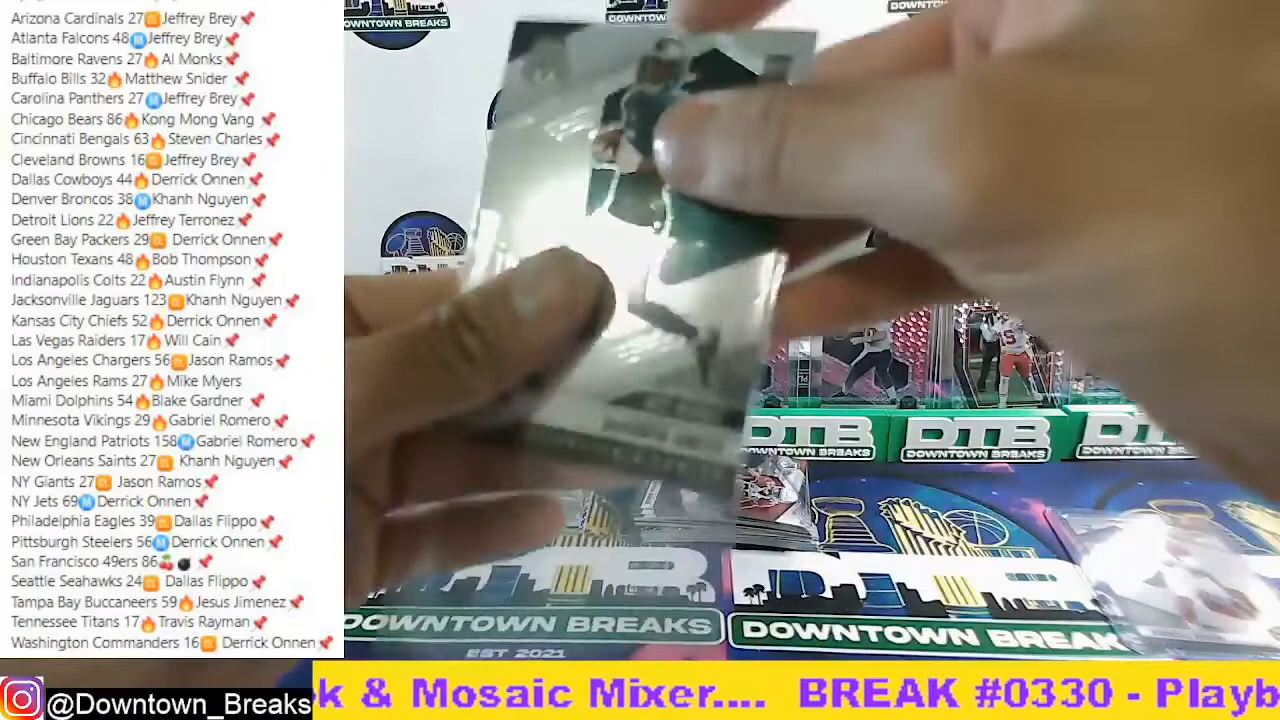 Arizona Cardinals 27 Jeffrey Brey
Atlanta Falcons 48Ⓜ️Jeffrey Brey📌
Baltimore Ravens 27🔥Al Monks📌
Buffalo Bills 32🔥Matthew Snider 📌
Carolina Panthers 27Ⓜ️Jeffrey Brey📌
Chicago Bears 86🔥Kong Mong Vang 📌
Cincinnati Bengals 63🔥Steven Charles📌
Cleveland Browns 16 Jeffrey Brey📌
Dallas Cowboys 44🔥Derrick Onnen📌
Denver Broncos 38Ⓜ️Khanh Nguyen📌
Detroit Lions 22🔥Jeffrey Terronez📌
Green Bay Packers 29 Derrick Onnen📌
Houston Texans 48🔥Bob Thompson📌
Indianapolis Colts 22🔥Austin Flynn 📌
Jacksonville Jaguars 123 Khanh Nguyen📌
Kansas City Chiefs 52🔥Derrick Onnen📌
Las Vegas Raiders 17🔥Will Cain📌
Los Angeles Chargers 56 Jason Ramos📌
Los Angeles Rams 27🔥Mike Myers
Miami Dolphins 54🔥Blake Gardner 📌
Minnesota Vikings 29🔥Gabriel Romero📌
New England Patriots 158Ⓜ️Gabriel Romero📌
New Orleans Saints 27 Khanh Nguyen📌
NY Giants 27 Jason Ramos📌
NY Jets 69Ⓜ️Derrick Onnen📌
Philadelphia Eagles 39 Dallas Flippo📌
Pittsburgh Steelers 56Ⓜ️Derrick Onnen📌
San Francisco 49ers 86🍒💣📌
Seattle Seahawks 24 Dallas Flippo📌
Tampa Bay Buccaneers 59🔥Jesus Jimenez📌
Tennessee Titans 17🔥Travis Rayman📌
Washington Commanders 16 Derrick Onnen📌
DOWNTOWN BREAKS
DOWNTOWN
DTB
DOWNTOWN BREAKS
DTB
DOWNTOWN BREAKS
DOWNTOWN BREAKS
DOWNTOWN BREAKS
EST 2021
DOWNTOWN BREAKS
@Downtown_Breaks
k & Mosaic Mixer.... BREAK #0330 - Playb